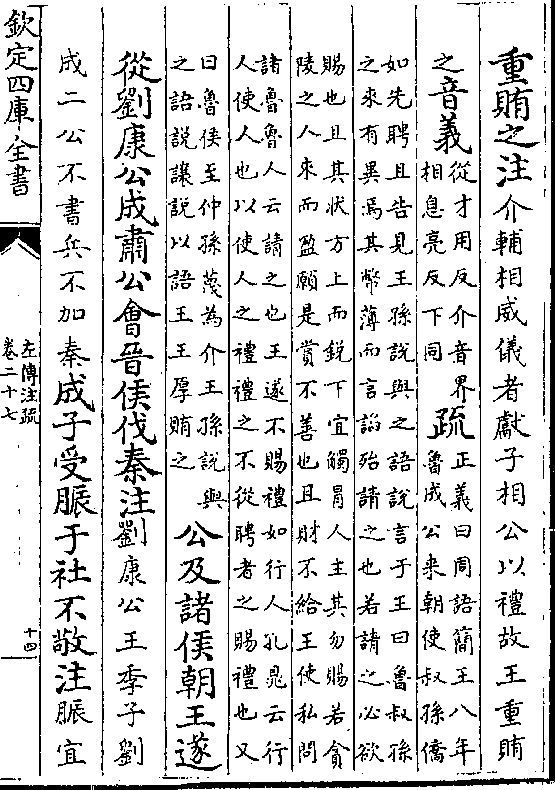 重賄之注介輔相威儀者獻子相公以禮故王重賄
之音義從才用反介音界
相息亮反下同
疏正義曰周語簡王八年
魯成公來朝使叔孫僑
如先聘且告見王孫說與之語說言于王曰魯叔孫
之來有異焉其幣薄而言諂殆請之也若請之必欲
賜也且其狀方上而銳下宜觸冒人主其勿賜若貪
陵之人來而盈願是賞不善也且財不給王使私問
諸魯魯人云請之也王遂不賜禮如行人孔晁云行
人使人也以使人之禮禮之不從聘者之賜禮也又
曰魯侯至仲孫蔑為介王孫說與
之語說讓說以語王王厚賄之
公及諸侯朝王遂
從劉康公成肅公會晉侯伐秦注劉康公王季子劉
成二公不書兵不加秦成子受脤于社不敬注脤宜
欽定四庫全書
左傳注疏
卷二十七
十四